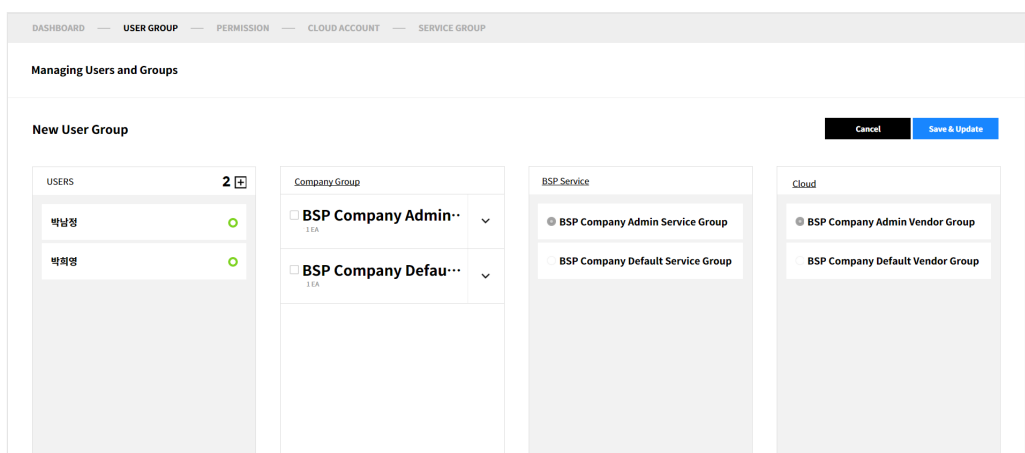 DASHBOARD — USER GROUP — PERMISSION — CLOUD ACCOUNT — SERVICE GROUP
Managing Users and Groups
New User Group
Cancel
Save & Update
USERS 2
박남정
박희영
Company Group
BSP Company Admin··
1 EA
BSP Company Defau···
1 EA
BSP Service
BSP Company Admin Service Group
BSP Company Default Service Group
Cloud
BSP Company Admin Vendor Group
BSP Company Default Vendor Group